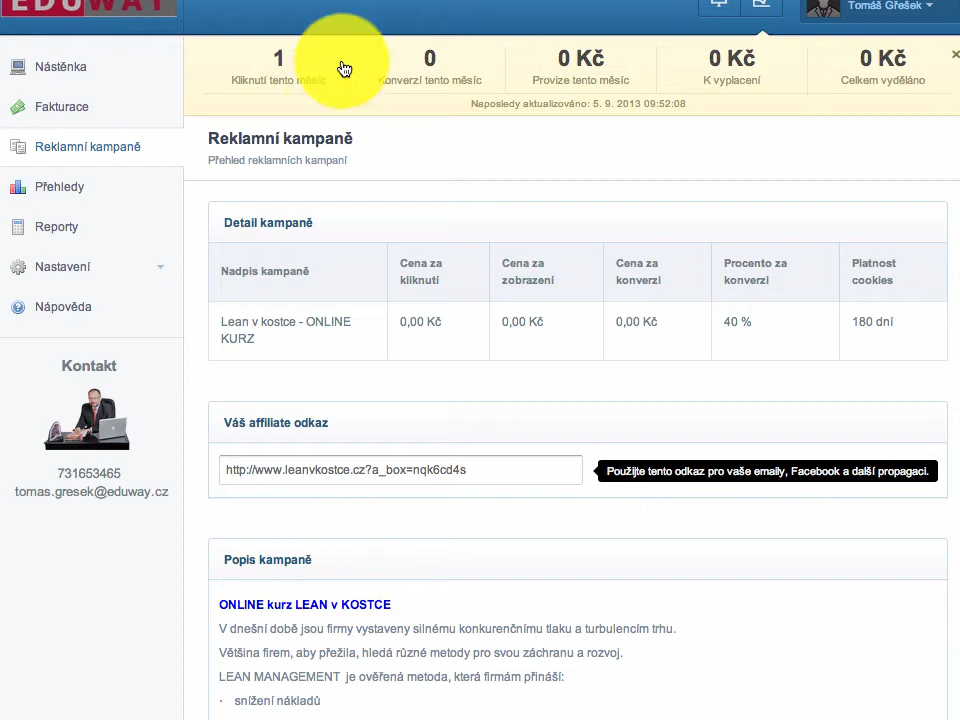 EDUWAY
Tomáš Gřešek
1
0
0 Kč
0 Kč
0 Kč
Kliknutí tento měsíc
Konverzí tento měsíc
Provize tento měsíc
K vyplacení
Celkem vyděláno
Naposledy aktualizováno: 5. 9. 2013 09:52:08
Nástěnka
Fakturace
Reklamní kampaně
Přehledy
Reporty
Nastavení
Nápověda
Kontakt
731653465
tomas.gresek@eduway.cz
Reklamní kampaně
Přehled reklamních kampaní
Detail kampaně
Nadpis kampaně
Cena za
kliknutí
Cena za
zobrazení
Cena za
konverzi
Procento za
konverzi
Platnost
cookies
Lean v kostce - ONLINE
KURZ
0,00 Kč
0,00 Kč
0,00 Kč
40 %
180 dní
Váš affiliate odkaz
http://www.leanvkostce.cz?a_box=nqk6cd4s
Použijte tento odkaz pro vaše emaily, Facebook a další propagaci.
Popis kampaně
ONLINE kurz LEAN v KOSTCE
V dnešní době jsou firmy vystaveny silnému konkurenčnímu tlaku a turbulencím trhu.
Většina firem, aby přežila, hledá různé metody pro svou záchranu a rozvoj.
LEAN MANAGEMENT je ověřená metoda, která firmám přináší:
· snížení nákladů